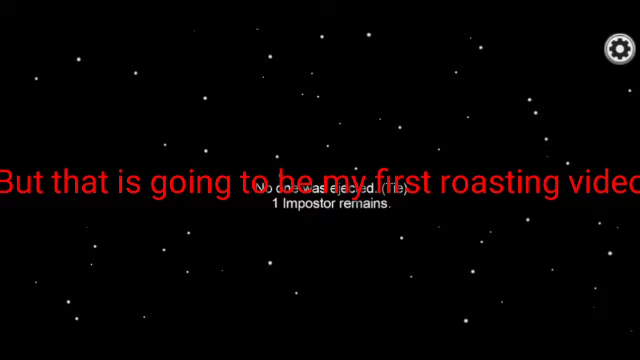 But that is going to be my first roasting video
No one was ejected. (Tie)
1 Impostor remains.